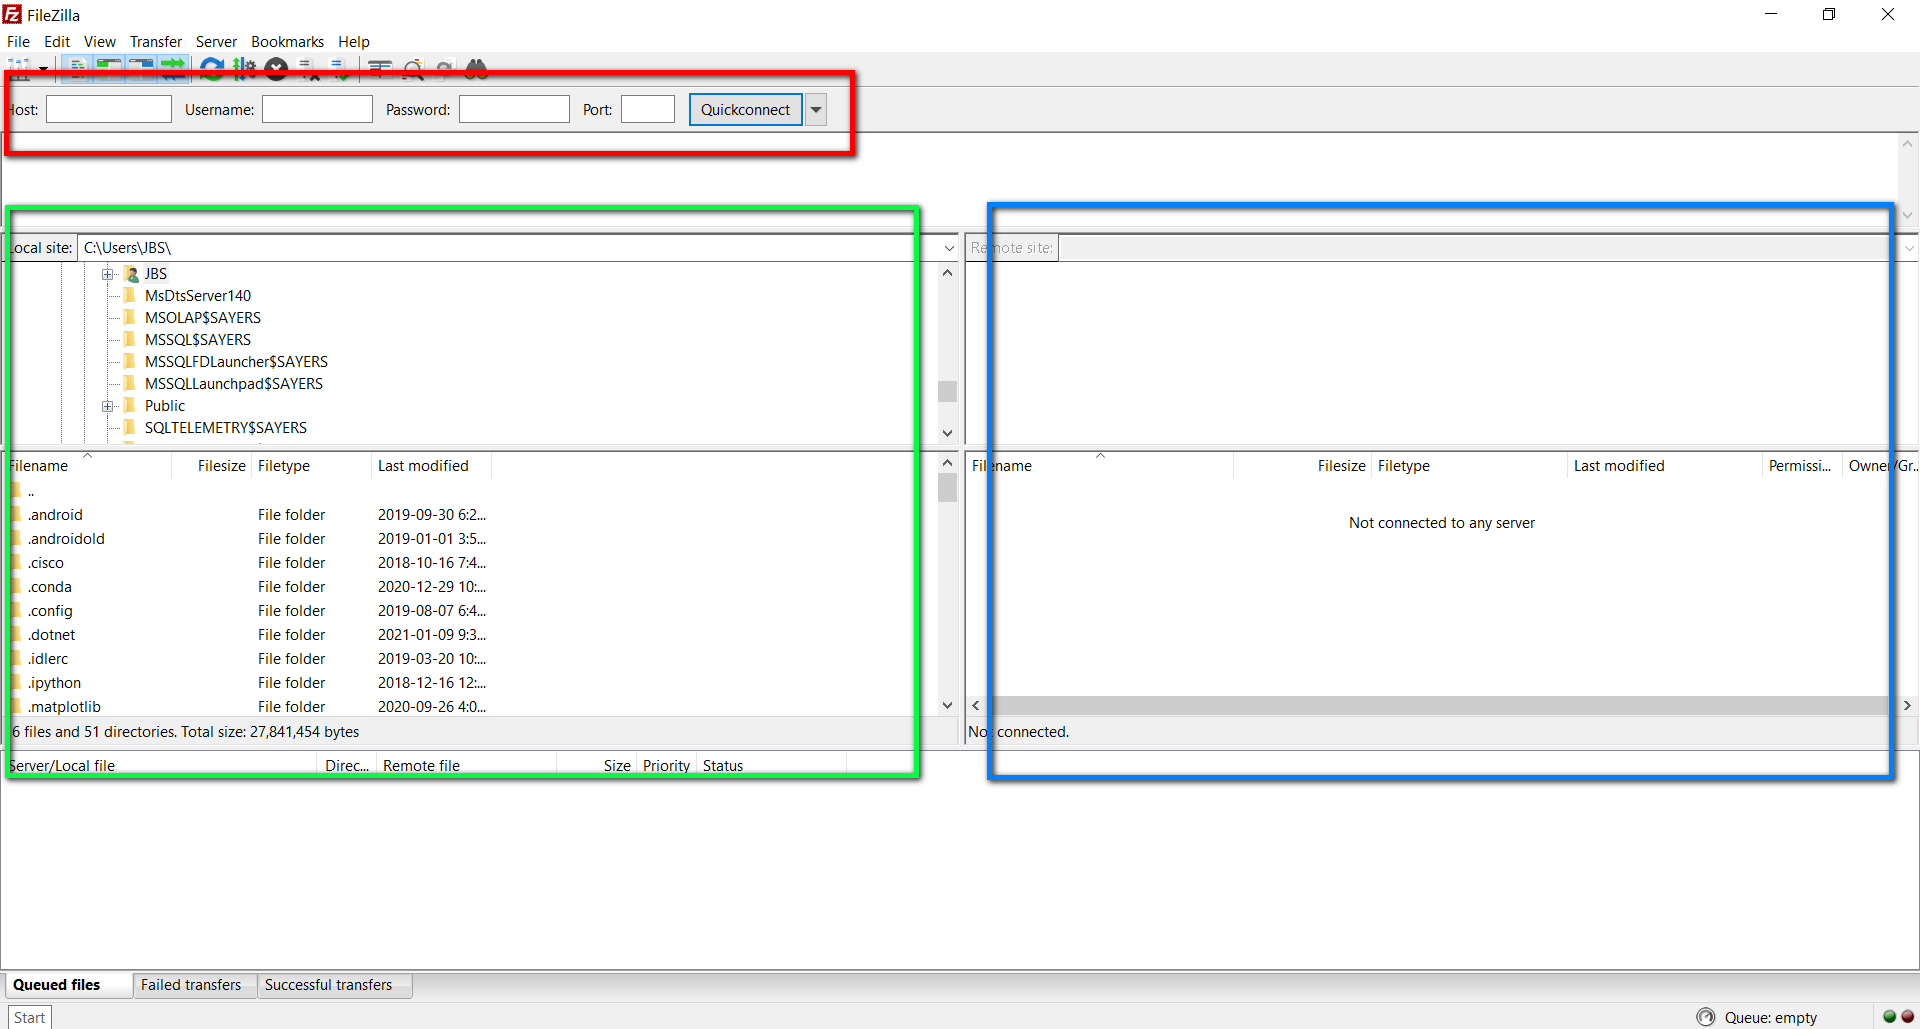 FileZilla
File Edit View Transfer Server Bookmarks Help
Host: Username: Password: Port: Quickconnect
Local site: C:\Users\JBS\
Remote site:
JBS
MsDtsServer140
MSOLAP$SAYERS
MSSQL$SAYERS
MSSQLFDLauncher$SAYERS
MSSQLLaunchpad$SAYERS
Public
SQLTELEMETRY$SAYERS
Filename Filesize Filetype Last modified
..
.android File folder 2019-09-30 6:2...
.androidold File folder 2019-01-01 3:5...
.cisco File folder 2018-10-16 7:4...
.conda File folder 2020-12-29 10:...
.config File folder 2019-08-07 6:4...
.dotnet File folder 2021-01-09 9:3...
.idlerc File folder 2019-03-20 10:...
.ipython File folder 2018-12-16 12:...
.matplotlib File folder 2020-09-26 4:0...
6 files and 51 directories. Total size: 27,841,454 bytes
Filename Filesize Filetype Last modified Permissi... Owner/Gr...
Not connected to any server
Not connected.
Server/Local file Direc... Remote file Size Priority Status
Queued files Failed transfers Successful transfers
Start
Queue: empty